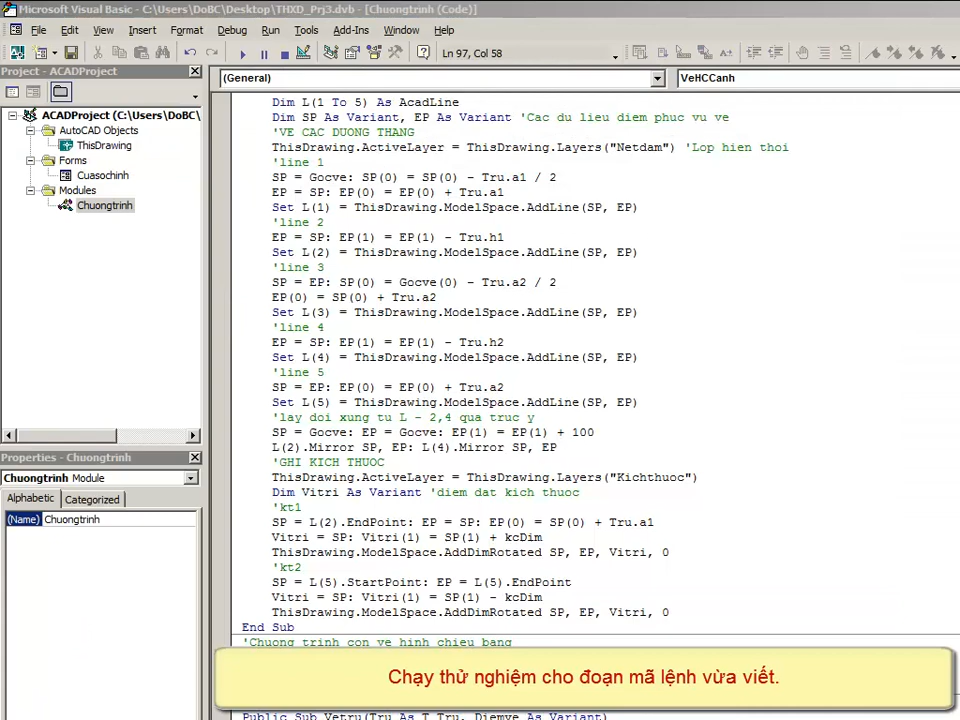 Microsoft Visual Basic - C:\Users\DoBC\Desktop\THXD_Prj3.dvb - [Chuongtrinh (Code)]
File Edit View Insert Format Debug Run Tools Add-Ins Window Help
Ln 97, Col 58
Project - ACADProject
(General)
VeHCCanh
ACADProject (C:\Users\DoBC\
AutoCAD Objects
ThisDrawing
Forms
Cuasochinh
Modules
Chuongtrinh
Properties - Chuongtrinh
Chuongtrinh Module
Alphabetic Categorized
(Name) Chuongtrinh
Dim L(1 To 5) As AcadLine
Dim SP As Variant, EP As Variant 'Cac du lieu diem phuc vu ve
'VE CAC DUONG THANG
ThisDrawing.ActiveLayer = ThisDrawing.Layers("Netdam") 'Lop hien thoi
'line 1
SP = Gocve: SP(0) = SP(0) - Tru.a1 / 2
EP = SP: EP(0) = EP(0) + Tru.a1
Set L(1) = ThisDrawing.ModelSpace.AddLine(SP, EP)
'line 2
EP = SP: EP(1) = EP(1) - Tru.h1
Set L(2) = ThisDrawing.ModelSpace.AddLine(SP, EP)
'line 3
SP = EP: SP(0) = Gocve(0) - Tru.a2 / 2
EP(0) = SP(0) + Tru.a2
Set L(3) = ThisDrawing.ModelSpace.AddLine(SP, EP)
'line 4
EP = SP: EP(1) = EP(1) - Tru.h2
Set L(4) = ThisDrawing.ModelSpace.AddLine(SP, EP)
'line 5
SP = EP: EP(0) = EP(0) + Tru.a2
Set L(5) = ThisDrawing.ModelSpace.AddLine(SP, EP)
'lay doi xung tu L - 2,4 qua truc y
SP = Gocve: EP = Gocve: EP(1) = EP(1) + 100
L(2).Mirror SP, EP: L(4).Mirror SP, EP
'GHI KICH THUOC
ThisDrawing.ActiveLayer = ThisDrawing.Layers("Kichthuoc")
Dim Vitri As Variant 'diem dat kich thuoc
'kt1
SP = L(2).EndPoint: EP = SP: EP(0) = SP(0) + Tru.a1
Vitri = SP: Vitri(1) = SP(1) + kcDim
ThisDrawing.ModelSpace.AddDimRotated SP, EP, Vitri, 0
'kt2
SP = L(5).StartPoint: EP = L(5).EndPoint
Vitri = SP: Vitri(1) = SP(1) - kcDim
ThisDrawing.ModelSpace.AddDimRotated SP, EP, Vitri, 0
End Sub
'Chuong trinh con ve hinh chieu bang
Chạy thử nghiệm cho đoạn mã lệnh vừa viết.
Public Sub Vetru(Tru As T_Tru, Diemve As Variant)